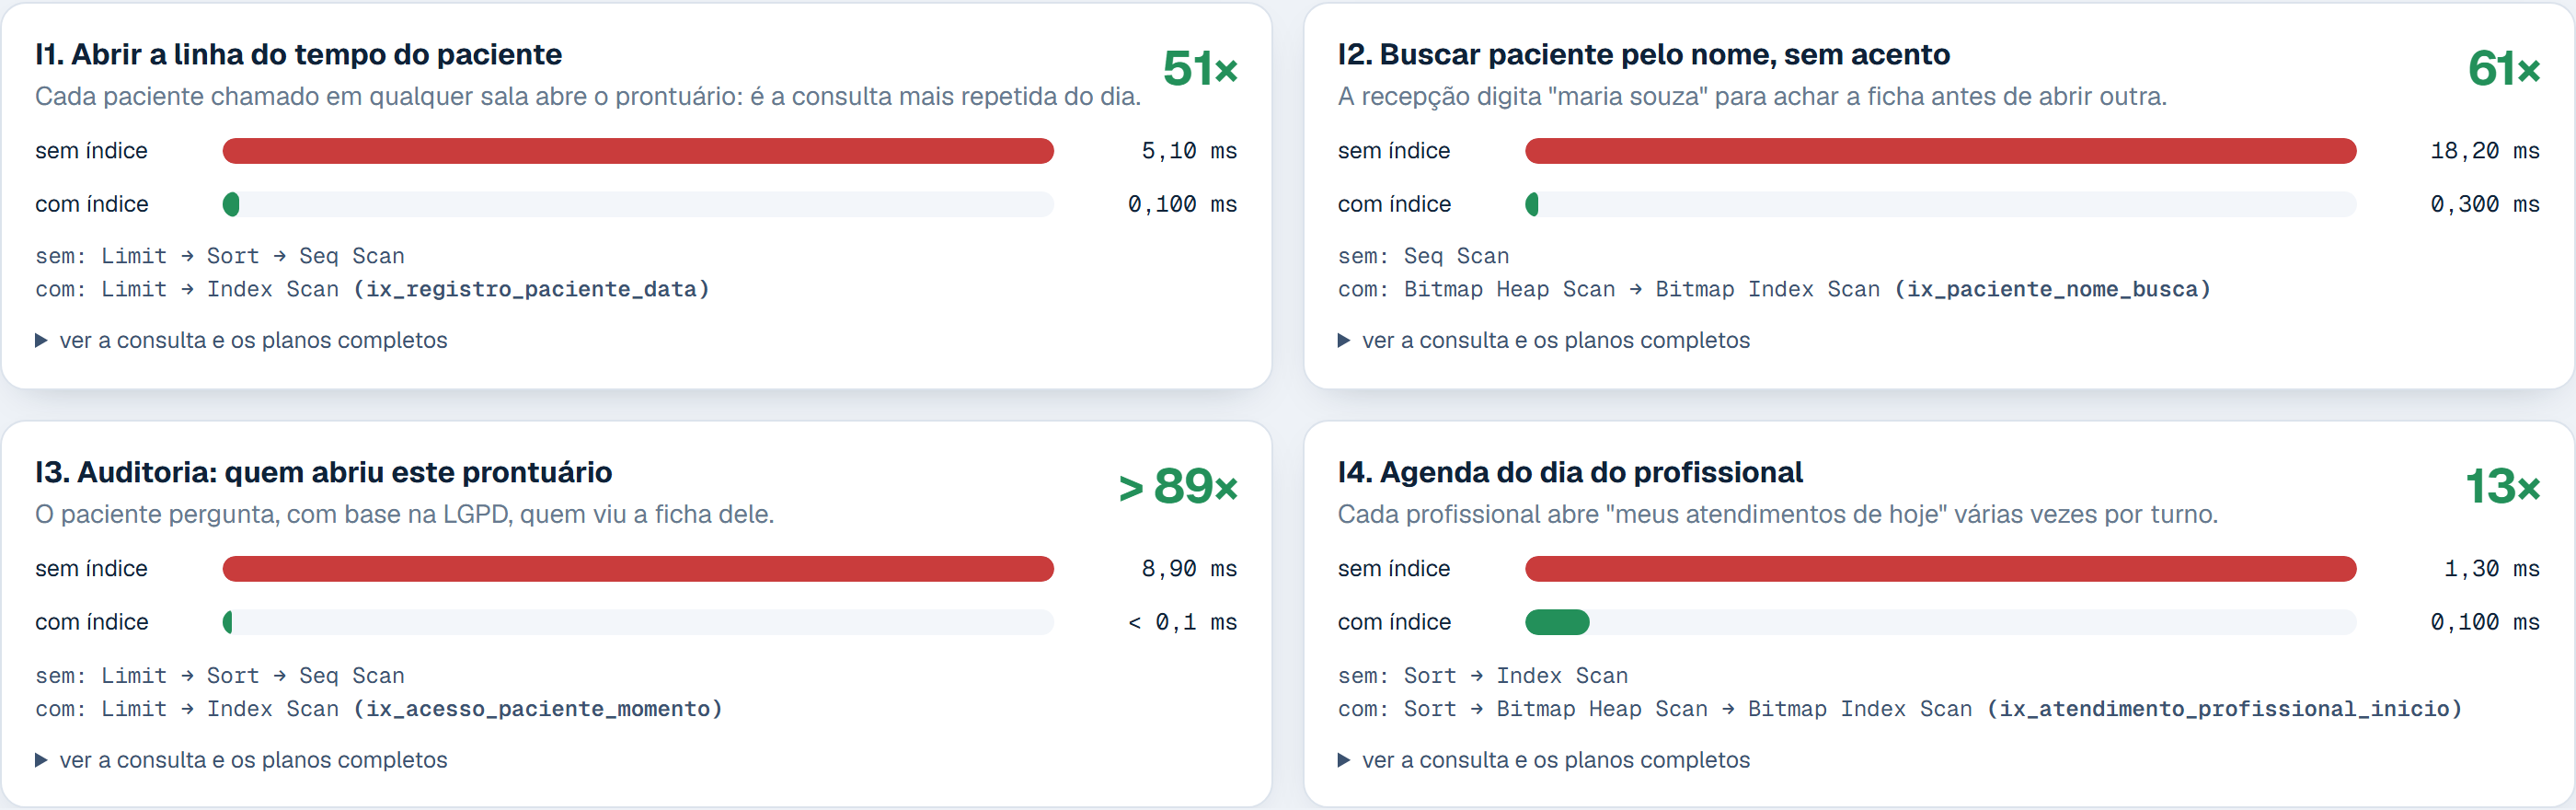 I1. Abrir a linha do tempo do paciente
51×
Cada paciente chamado em qualquer sala abre o prontuário: é a consulta mais repetida do dia.
sem índice 5,10 ms
com índice 0,100 ms
sem: Limit → Sort → Seq Scan
com: Limit → Index Scan (ix_registro_paciente_data)
▶ ver a consulta e os planos completos
I2. Buscar paciente pelo nome, sem acento
61×
A recepção digita "maria souza" para achar a ficha antes de abrir outra.
sem índice 18,20 ms
com índice 0,300 ms
sem: Seq Scan
com: Bitmap Heap Scan → Bitmap Index Scan (ix_paciente_nome_busca)
▶ ver a consulta e os planos completos
I3. Auditoria: quem abriu este prontuário
> 89×
O paciente pergunta, com base na LGPD, quem viu a ficha dele.
sem índice 8,90 ms
com índice < 0,1 ms
sem: Limit → Sort → Seq Scan
com: Limit → Index Scan (ix_acesso_paciente_momento)
▶ ver a consulta e os planos completos
I4. Agenda do dia do profissional
13×
Cada profissional abre "meus atendimentos de hoje" várias vezes por turno.
sem índice 1,30 ms
com índice 0,100 ms
sem: Sort → Index Scan
com: Sort → Bitmap Heap Scan → Bitmap Index Scan (ix_atendimento_profissional_inicio)
▶ ver a consulta e os planos completos